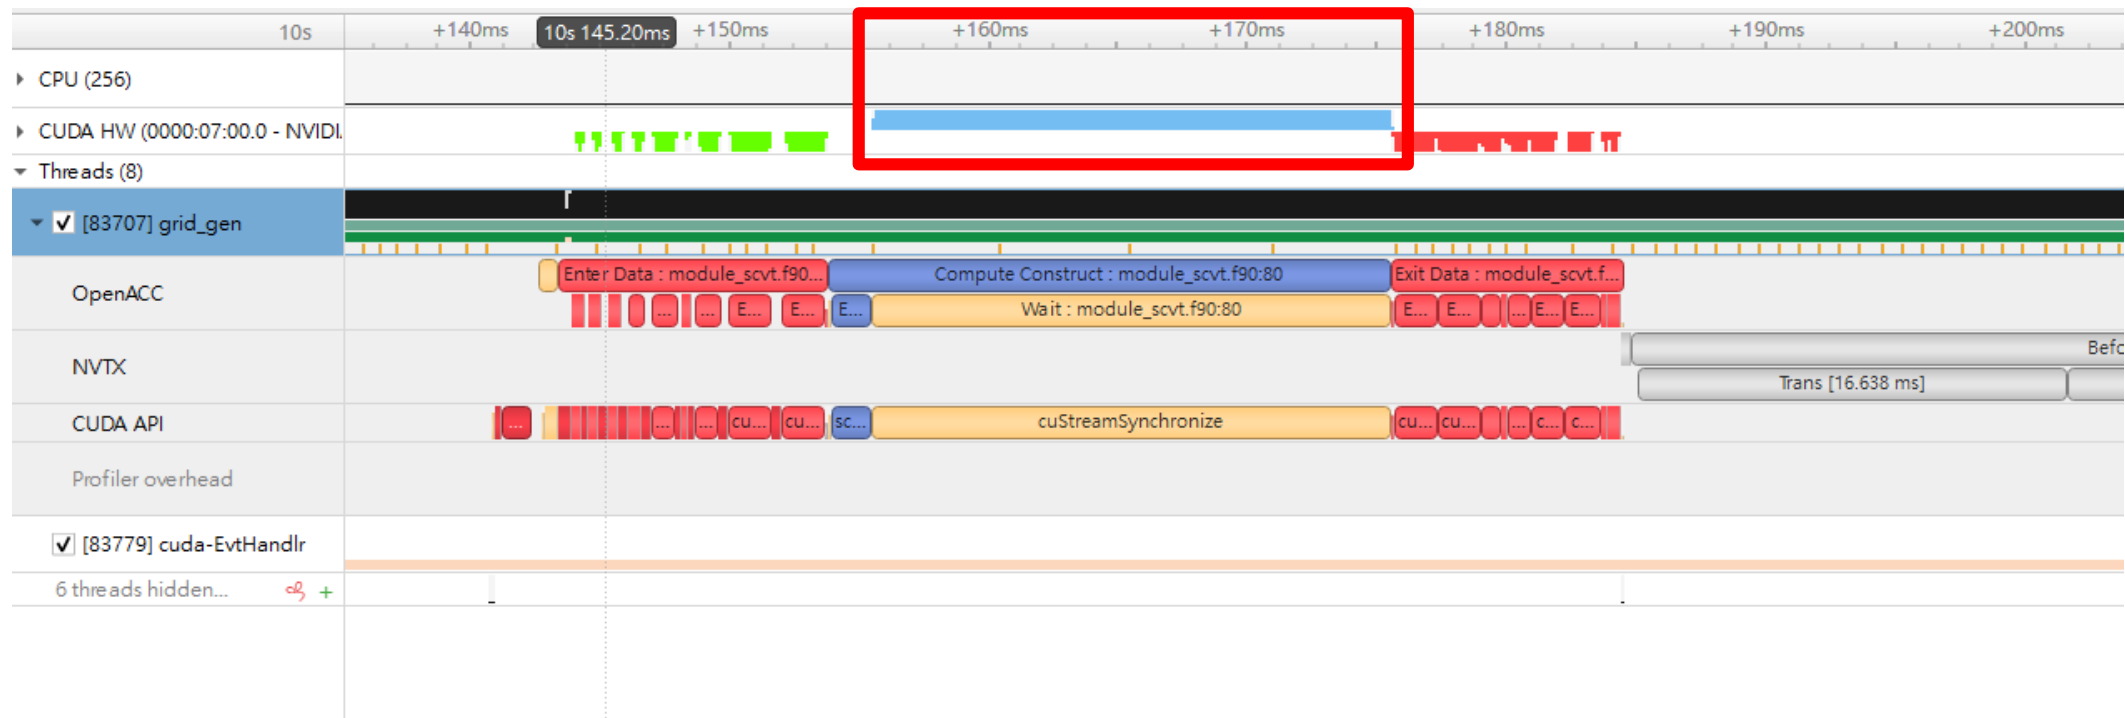 10s +140ms 10s 145.20ms +150ms +160ms +170ms +180ms +190ms +200ms
CPU (256)
CUDA HW (0000:07:00.0 - NVIDI.
Threads (8)
[83707] grid_gen
OpenACC
Enter Data : module_scvt.f90... Compute Construct : module_scvt.f90:80 Exit Data : module_scvt.f...
... ... E... E... E... Wait : module_scvt.f90:80 E... E... ... E... E...
NVTX
Befo
Trans [16.638 ms]
CUDA API
... ... ... cu... cu... sc... cuStreamSynchronize cu... cu... ... c... c...
Profiler overhead
[83779] cuda-EvtHandlr
6 threads hidden... +